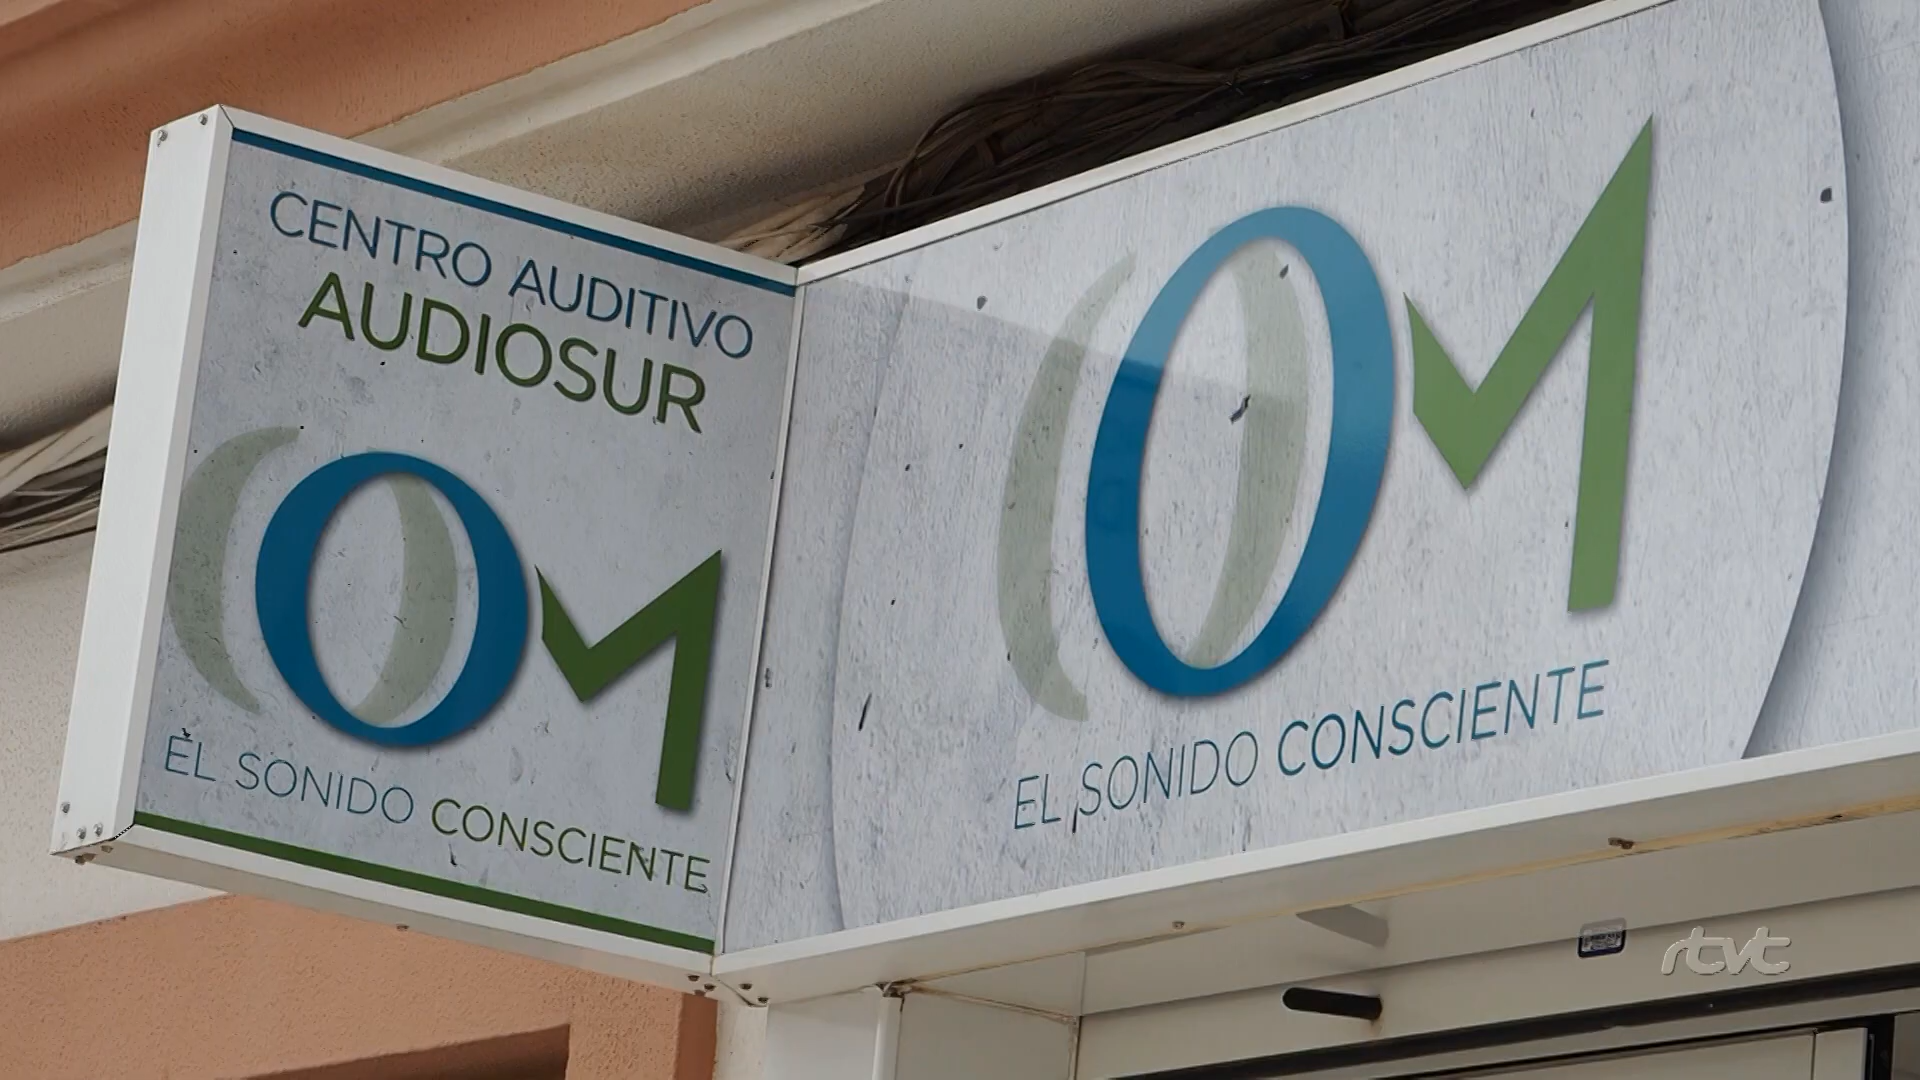 CENTRO AUDITIVO
AUDIOSUR
OM
EL SONIDO CONSCIENTE
OM
EL SONIDO CONSCIENTE
rtvt